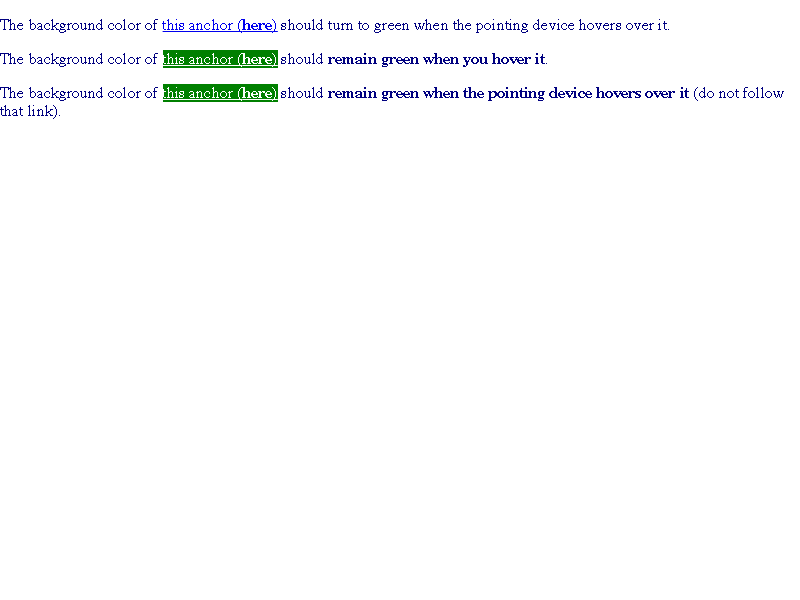 The background color of this anchor (here) should turn to green when the pointing device hovers over it.
The background color of this anchor (here) should remain green when you hover it.
The background color of this anchor (here) should remain green when the pointing device hovers over it (do not follow
that link).